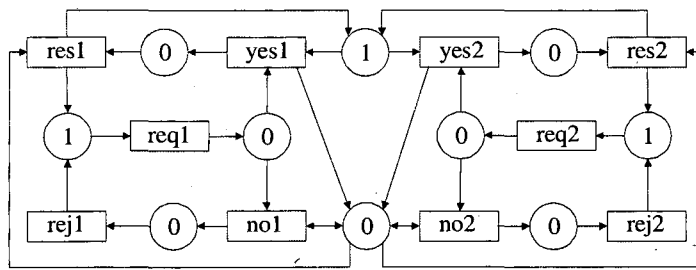 res1 0 yes1 1 yes2 0 res2
1 req1 0 0 req2 1
rej1 0 no1 0 no2 0 rej2